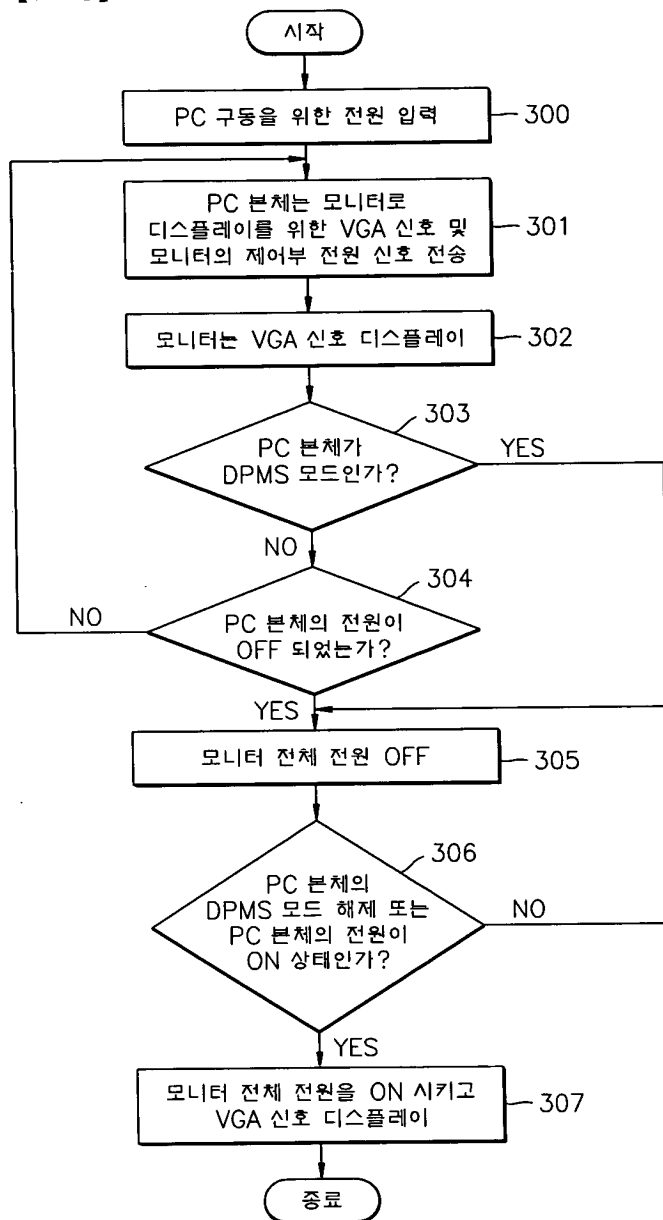 시작
PC 구동을 위한 전원 입력
300
PC 본체는 모니터로
디스플레이를 위한 VGA 신호 및
모니터의 제어부 전원 신호 전송
301
모니터는 VGA 신호 디스플레이
302
303
PC 본체가
DPMS 모드인가?
YES
NO
304
PC 본체의 전원이
OFF 되었는가?
NO
YES
모니터 전체 전원 OFF
305
306
PC 본체의
DPMS 모드 해제 또는
PC 본체의 전원이
ON 상태인가?
NO
YES
모니터 전체 전원을 ON 시키고
VGA 신호 디스플레이
307
종료